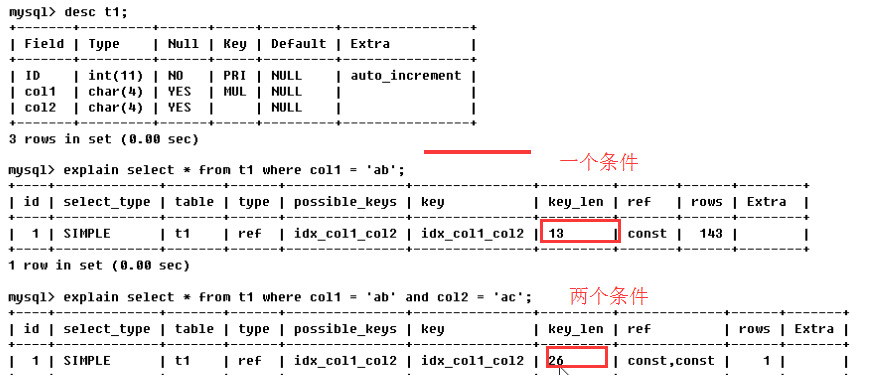 mysql> desc t1;
+-------+---------+------+-----+---------+----------------+
| Field | Type    | Null | Key | Default | Extra          |
+-------+---------+------+-----+---------+----------------+
| ID    | int(11) | NO   | PRI | NULL    | auto_increment |
| col1  | char(4) | YES  | MUL | NULL    |                |
| col2  | char(4) | YES  |     | NULL    |                |
+-------+---------+------+-----+---------+----------------+
3 rows in set (0.00 sec)
一个条件
mysql> explain select * from t1 where col1 = 'ab';
+----+-------------+-------+------+---------------+---------------+---------+-------+------+-------+
| id | select_type | table | type | possible_keys | key           | key_len | ref   | rows | Extra |
+----+-------------+-------+------+---------------+---------------+---------+-------+------+-------+
| 1 | SIMPLE      | t1    | ref  | idx_col1_col2 | idx_col1_col2 | 13      | const | 143 |       |
+----+-------------+-------+------+---------------+---------------+---------+-------+------+-------+
1 row in set (0.00 sec)
两个条件
mysql> explain select * from t1 where col1 = 'ab' and col2 = 'ac';
+----+-------------+-------+------+---------------+---------------+---------+-------------+------+-------+
| id | select_type | table | type | possible_keys | key           | key_len | ref         | rows | Extra |
+----+-------------+-------+------+---------------+---------------+---------+-------------+------+-------+
| 1 | SIMPLE      | t1    | ref  | idx_col1_col2 | idx_col1_col2 | 26      | const,const | 1 |       |